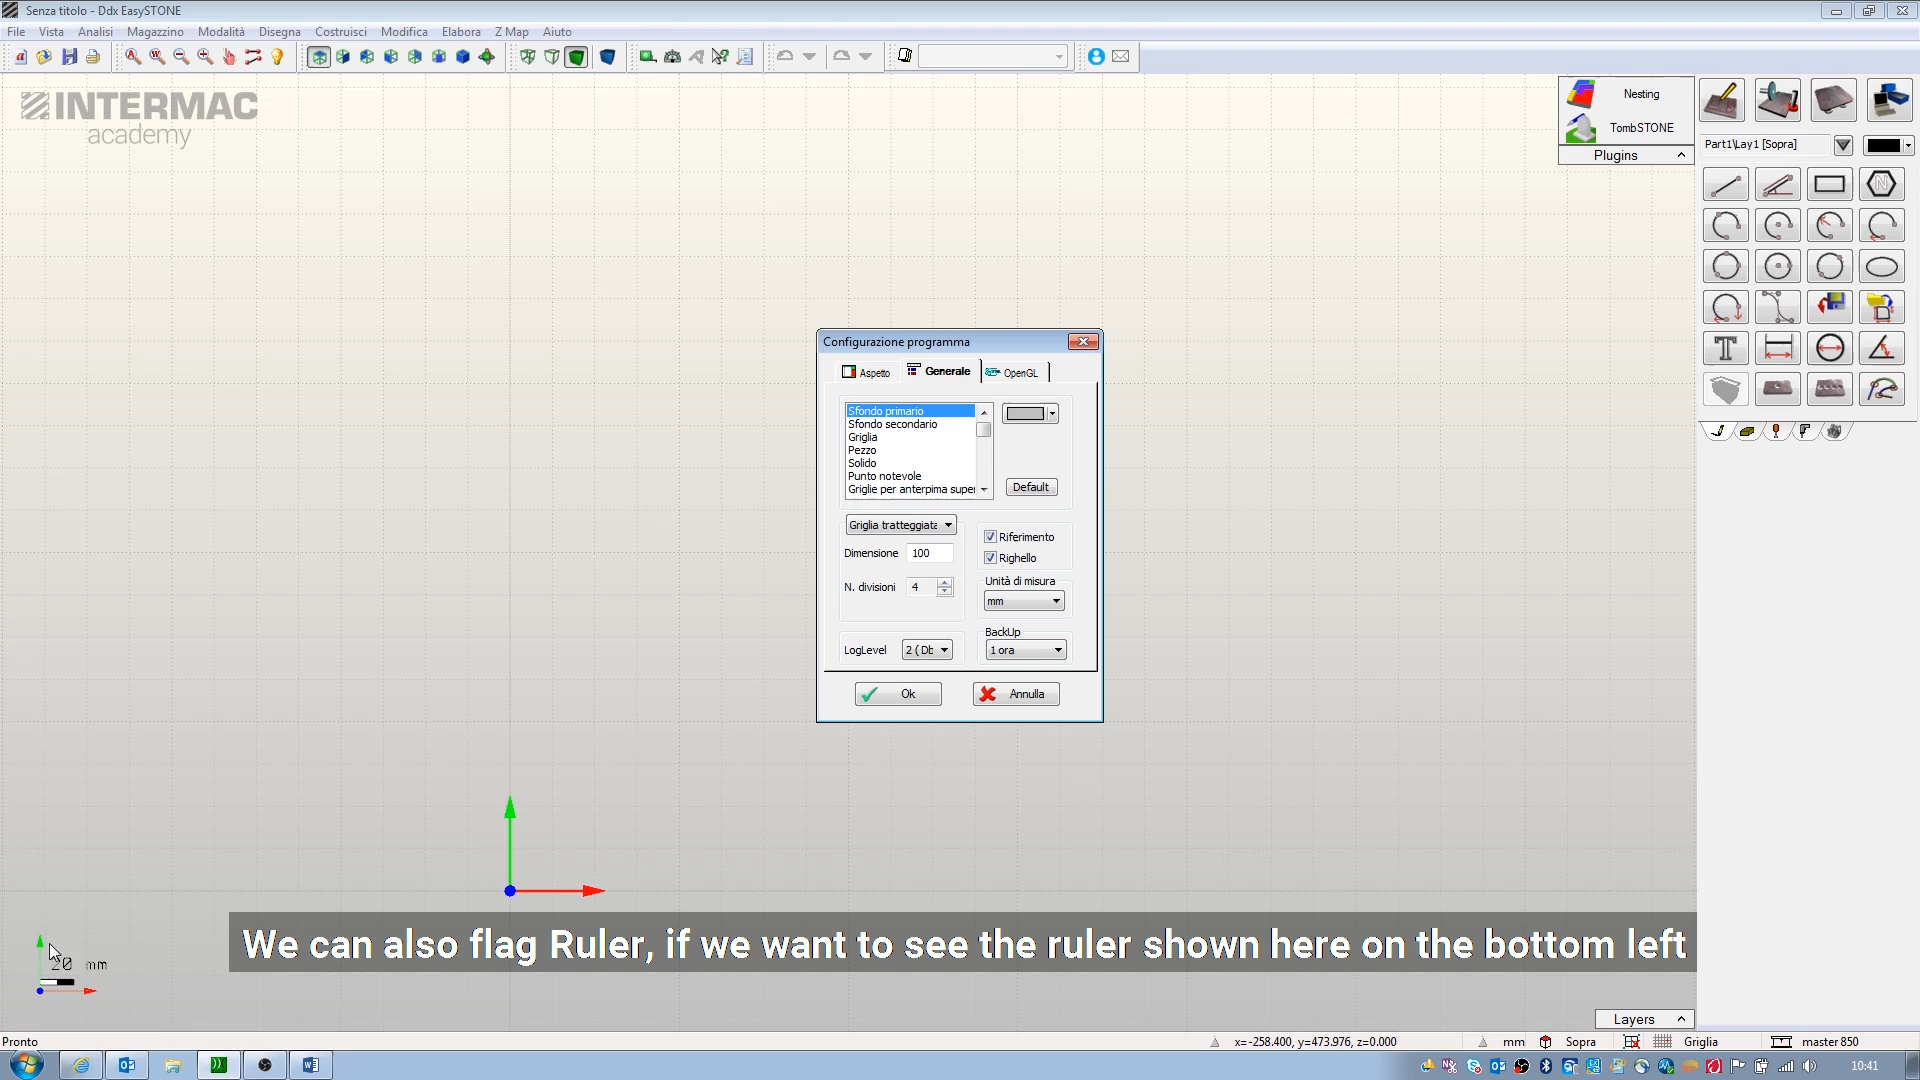 Senza titolo - Ddx EasySTONE
File Vista Analisi Magazzino Modalità Disegna Costruisci Modifica Elabora Z Map Aiuto
INTERMAC
academy
Nesting
TombSTONE
Plugins
Part1\Lay1 [Sopra]
Configurazione programma
Aspetto Generale OpenGL
Sfondo primario
Sfondo secondario
Griglia
Pezzo
Solido
Punto notevole
Griglie per anterpima super
Default
Griglia tratteggiata
Riferimento
Dimensione 100
Righello
Unità di misura
N. divisioni 4
mm
BackUp
LogLevel 2 ( Db
1 ora
Ok Annulla
We can also flag Ruler, if we want to see the ruler shown here on the bottom left
20 mm
Layers
Pronto
x=-258.400, y=473.976, z=0.000 mm Sopra Griglia master 850
10:41